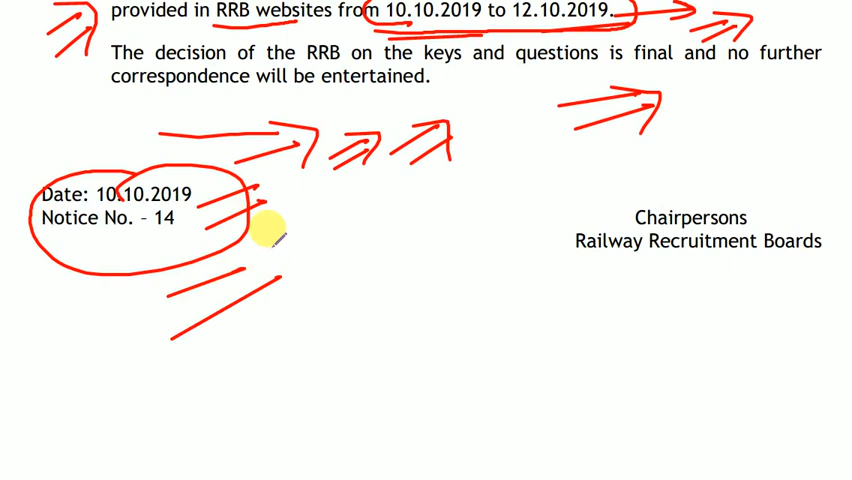 provided in RRB websites from 10.10.2019 to 12.10.2019.
The decision of the RRB on the keys and questions is final and no further
correspondence will be entertained.
Date: 10.10.2019
Notice No. - 14
Chairpersons
Railway Recruitment Boards